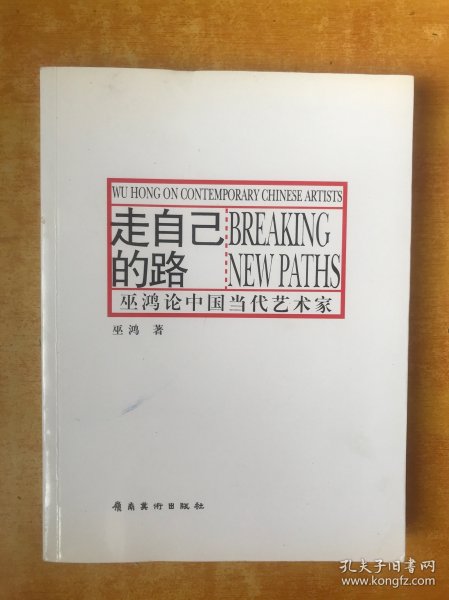 WU HONG ON CONTEMPORARY CHINESE ARTISTS
走自己
的路
BREAKING
NEW PATHS
巫鸿论中国当代艺术家
巫鸿 著
嶺南美術出版社
孔夫子旧书网
www.kongfz.com